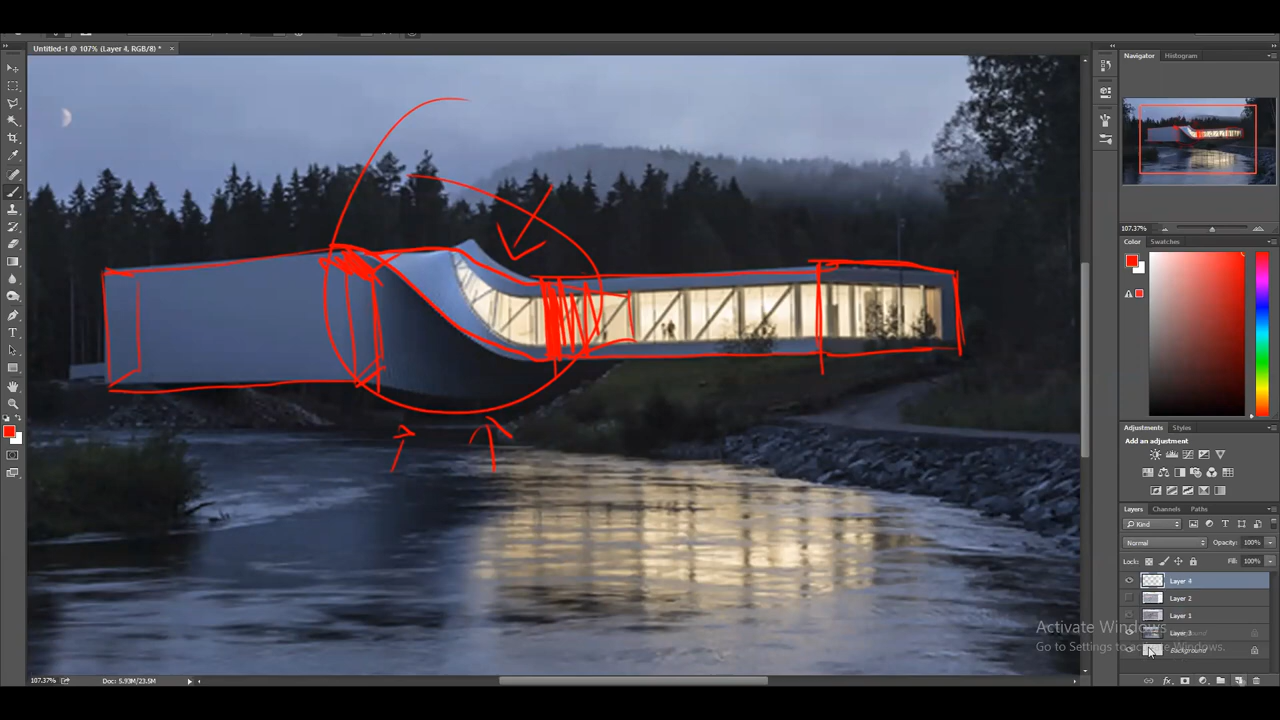 Untitled-1 @ 107% (Layer 4, RGB/8) *
Navigator
Histogram
107.37%
Color
Swatches
Adjustments
Styles
Add an adjustment
Layers
Channels
Paths
Kind
Normal
Opacity: 100%
Lock:
Fill: 100%
Layer 4
Layer 2
Layer 1
Layer 3
Background
Activate Windows
Go to Settings to activate Windows.
107.37%
Doc: 5.93M/23.5M
fx